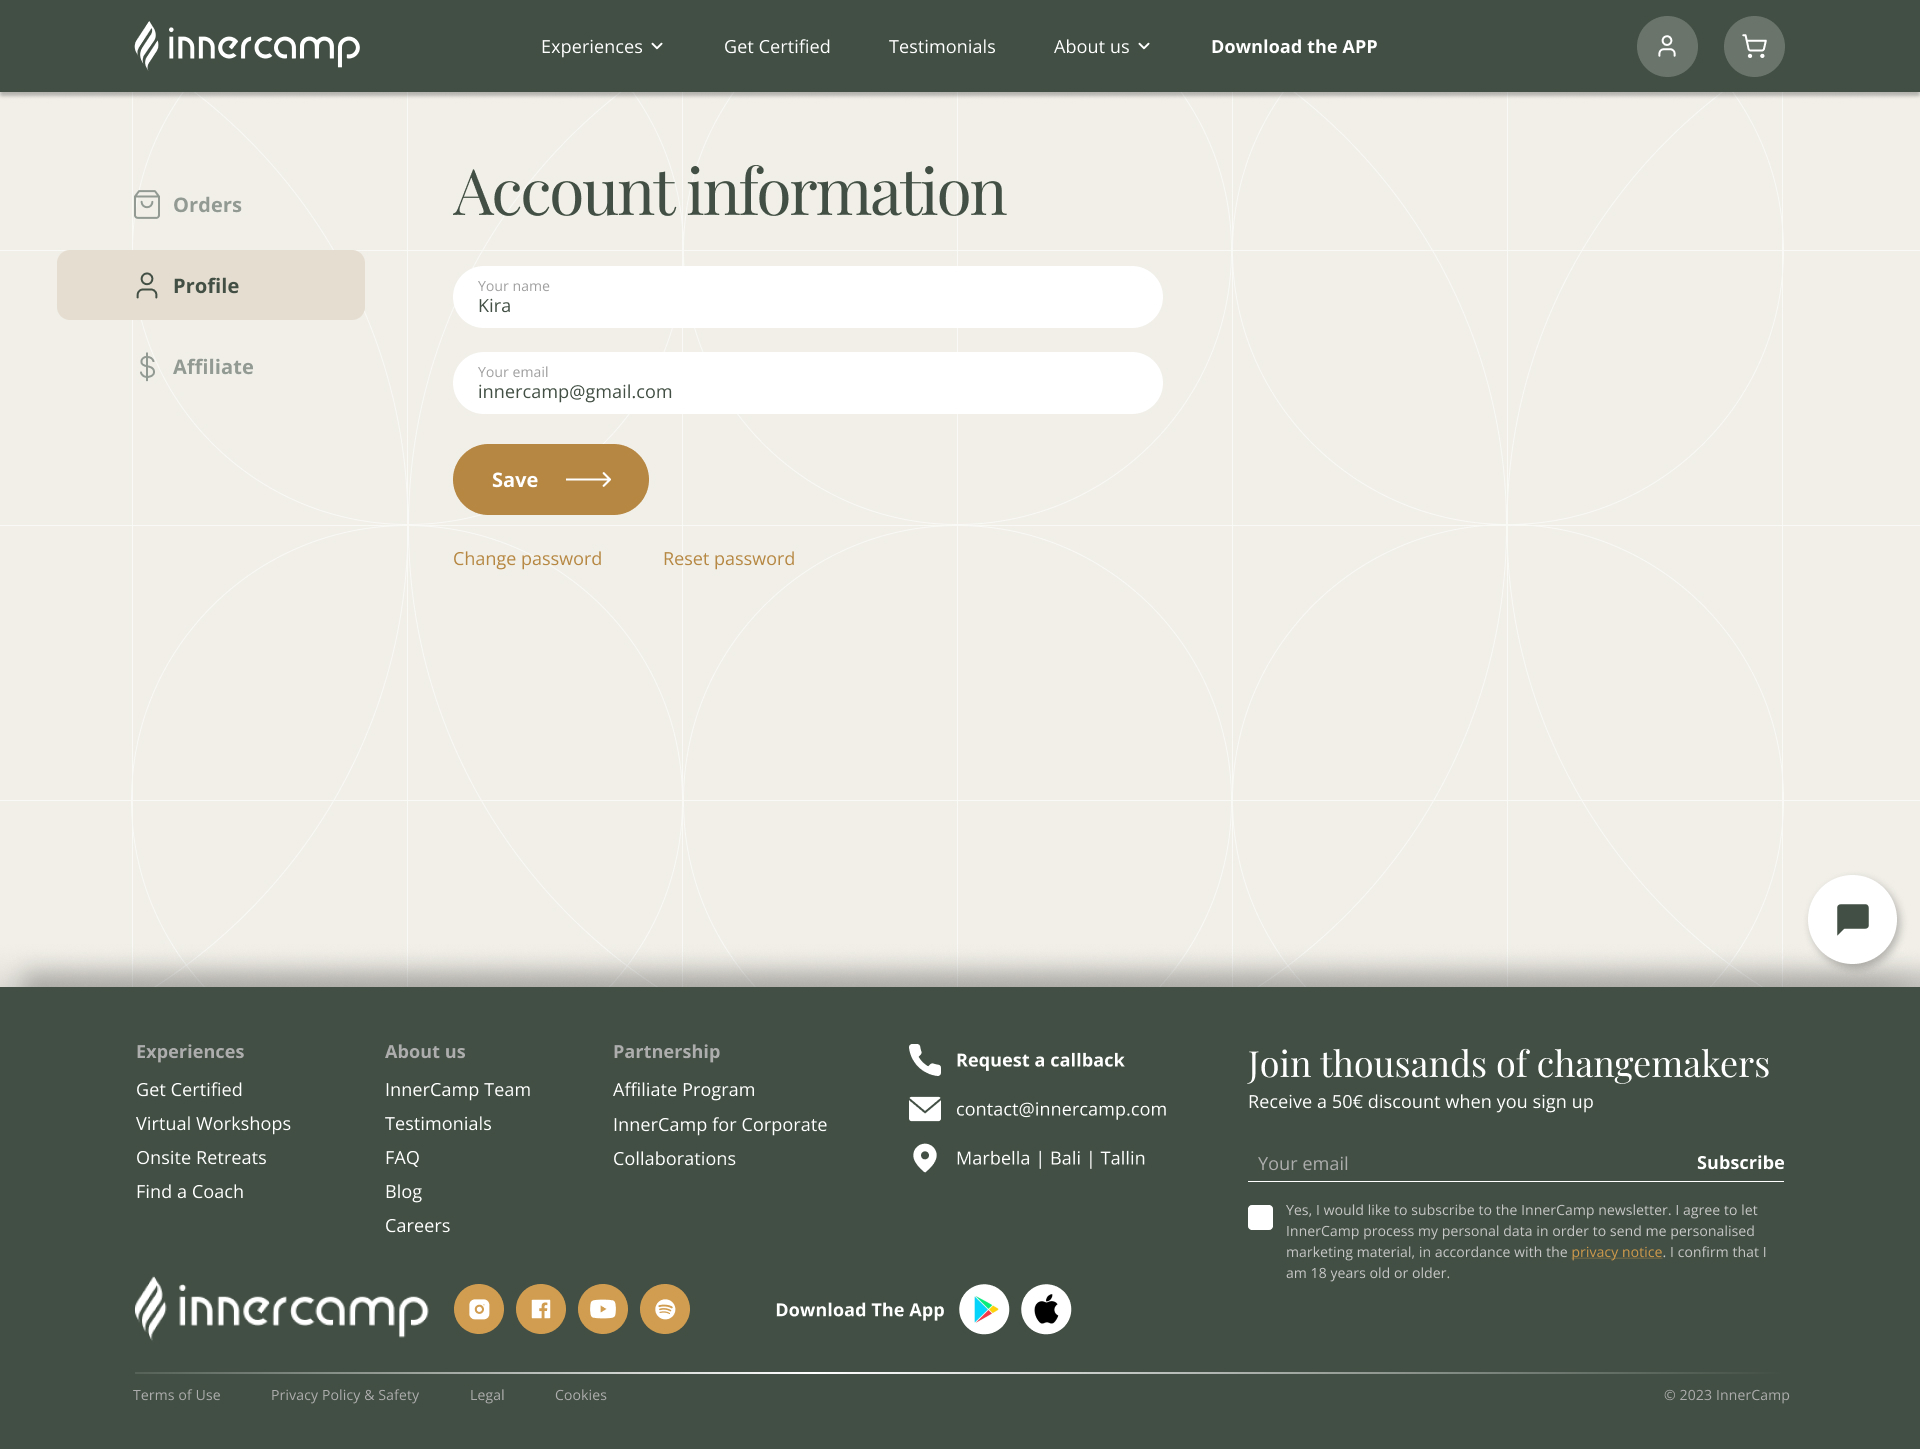 innercamp
Experiences
Get Certified
Testimonials
About us
Download the APP
Orders
Profile
Affiliate
Account information
Your name
Kira
Your email
innercamp@gmail.com
Save
Change password
Reset password
Experiences
Get Certified
Virtual Workshops
Onsite Retreats
Find a Coach
About us
InnerCamp Team
Testimonials
FAQ
Blog
Careers
Partnership
Affiliate Program
InnerCamp for Corporate
Collaborations
Request a callback
contact@innercamp.com
Marbella | Bali | Tallin
Join thousands of changemakers
Receive a 50€ discount when you sign up
Your email
Subscribe
Yes, I would like to subscribe to the InnerCamp newsletter. I agree to let
InnerCamp process my personal data in order to send me personalised
marketing material, in accordance with the privacy notice. I confirm that I
am 18 years old or older.
innercamp
Download The App
Terms of Use
Privacy Policy & Safety
Legal
Cookies
© 2023 InnerCamp